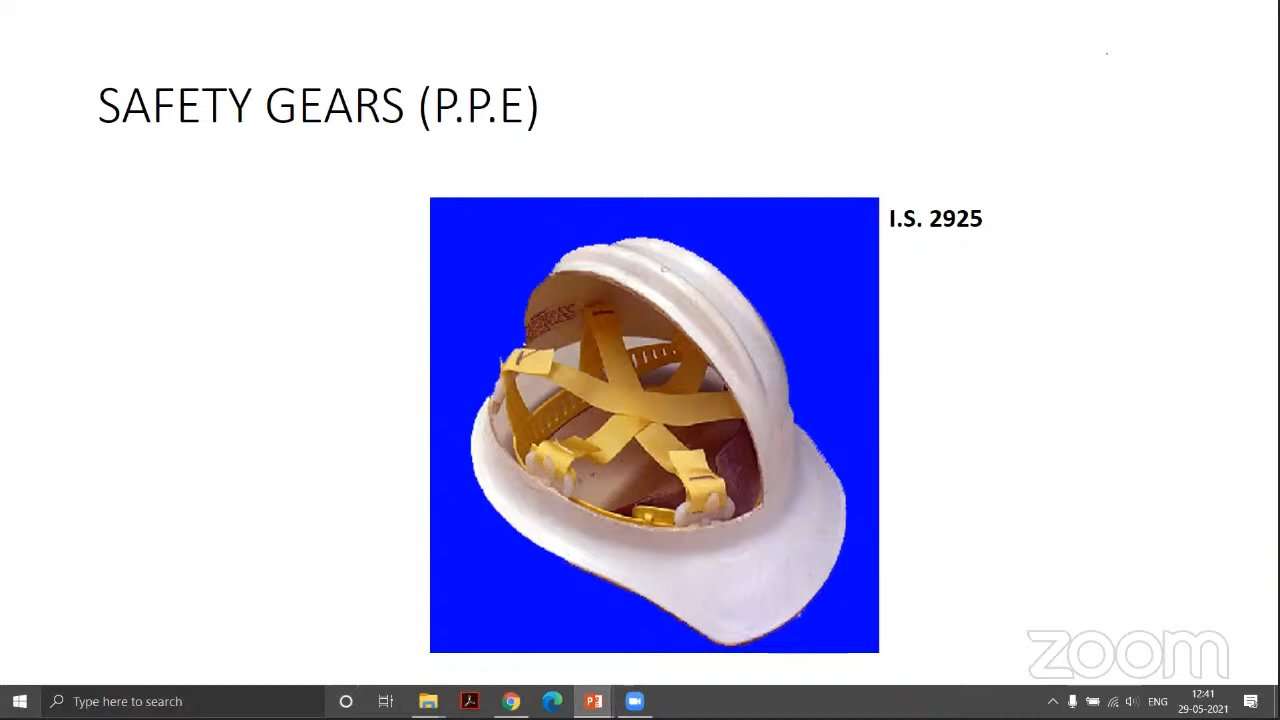 SAFETY GEARS (P.P.E)
I.S. 2925
zoom
Type here to search
ENG
12:41
29-05-2021